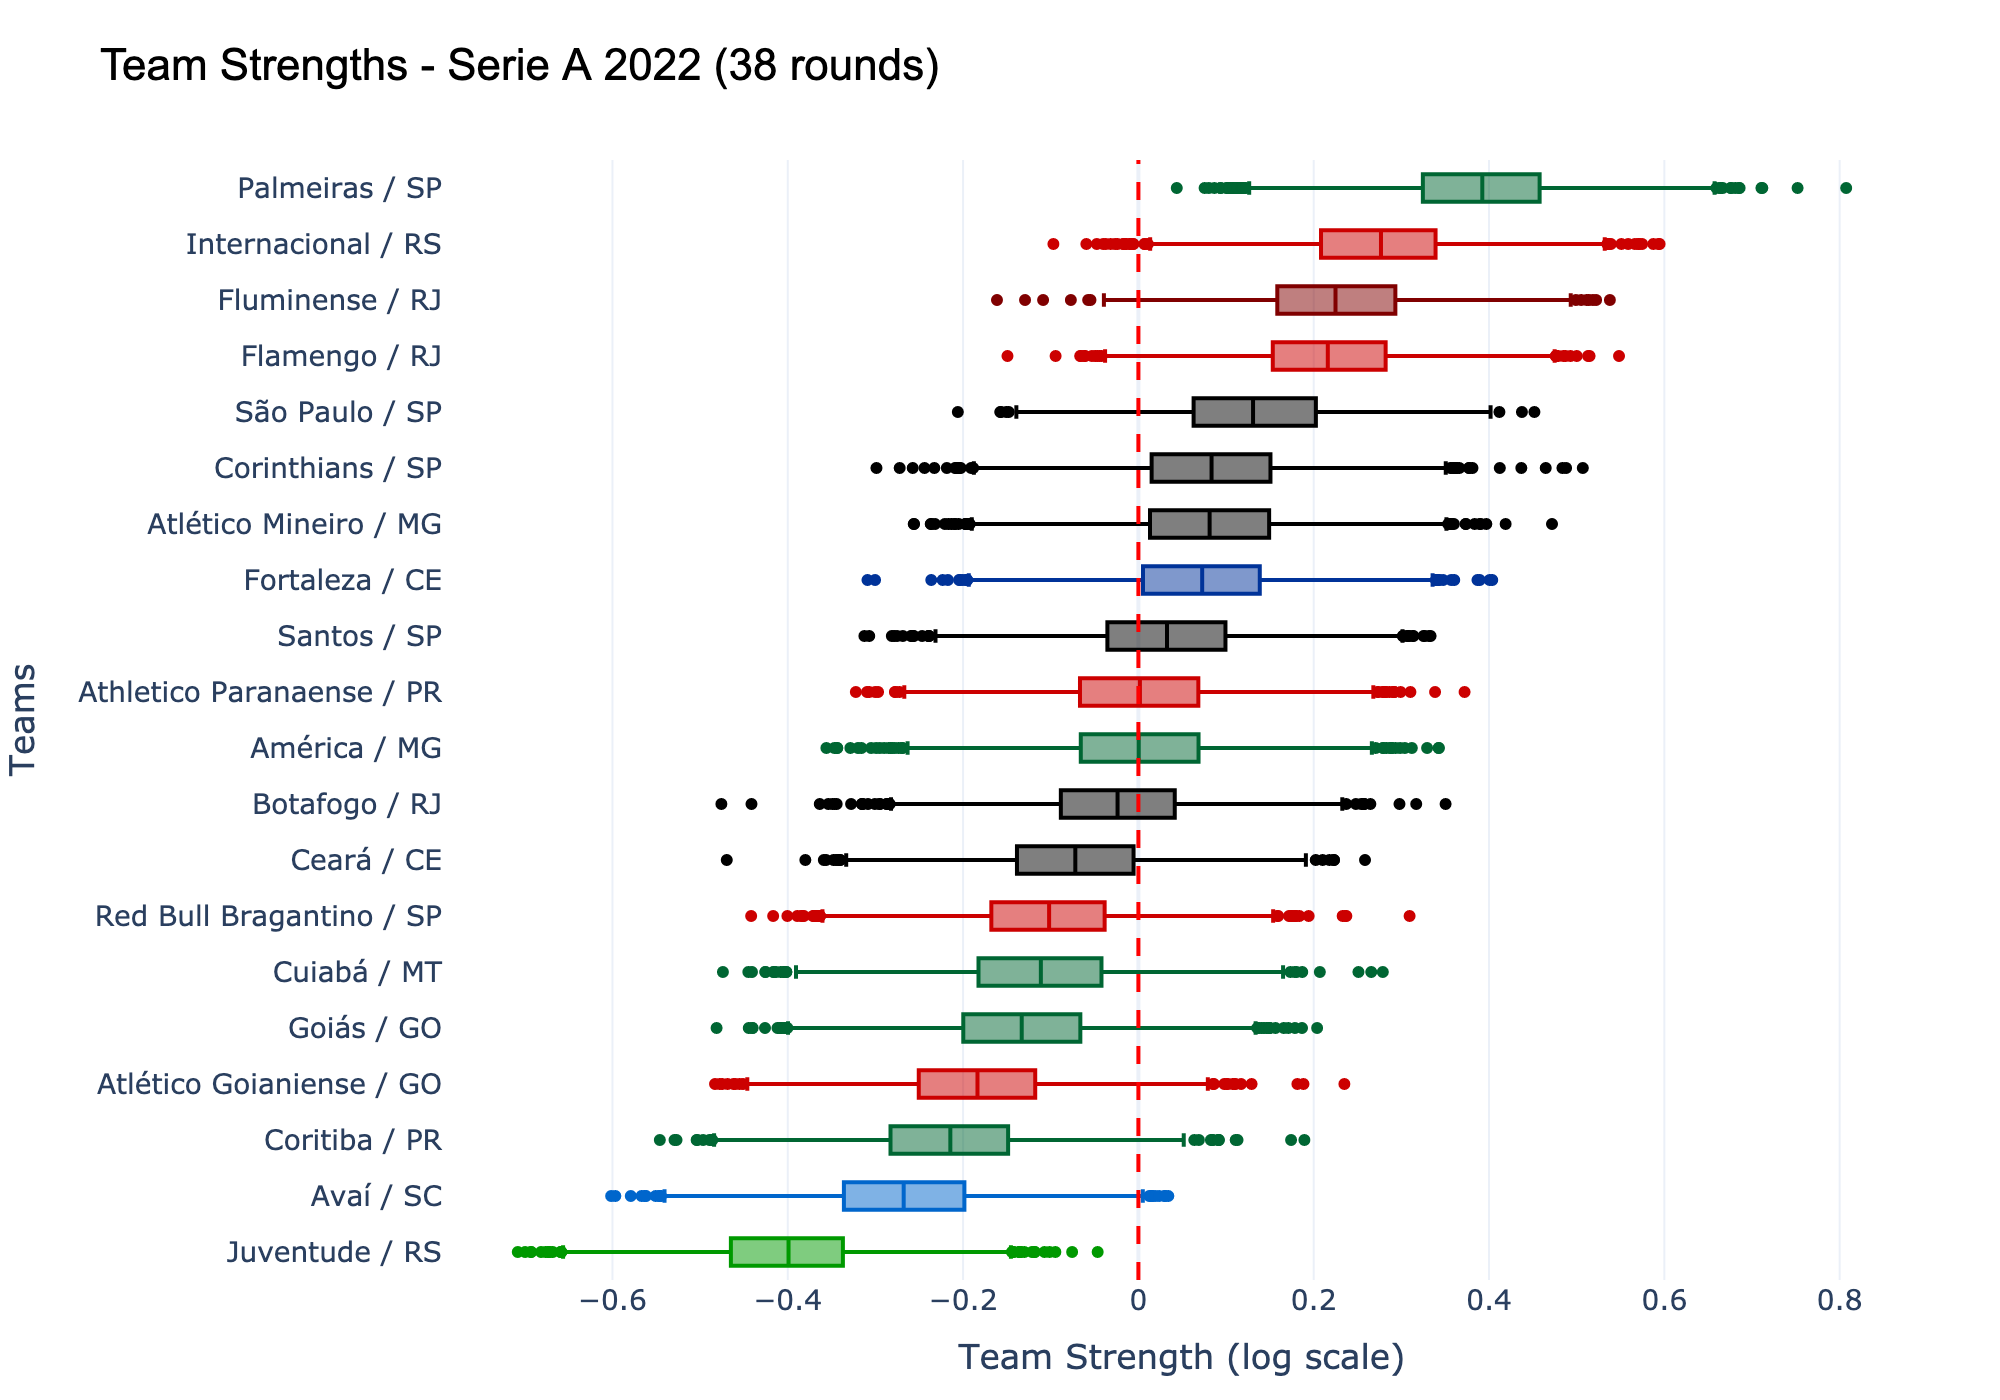 Team Strengths - Serie A 2022 (38 rounds)
Teams
Palmeiras / SP
Internacional / RS
Fluminense / RJ
Flamengo / RJ
São Paulo / SP
Corinthians / SP
Atlético Mineiro / MG
Fortaleza / CE
Santos / SP
Athletico Paranaense / PR
América / MG
Botafogo / RJ
Ceará / CE
Red Bull Bragantino / SP
Cuiabá / MT
Goiás / GO
Atlético Goianiense / GO
Coritiba / PR
Avaí / SC
Juventude / RS
−0.6 −0.4 −0.2 0 0.2 0.4 0.6 0.8
Team Strength (log scale)